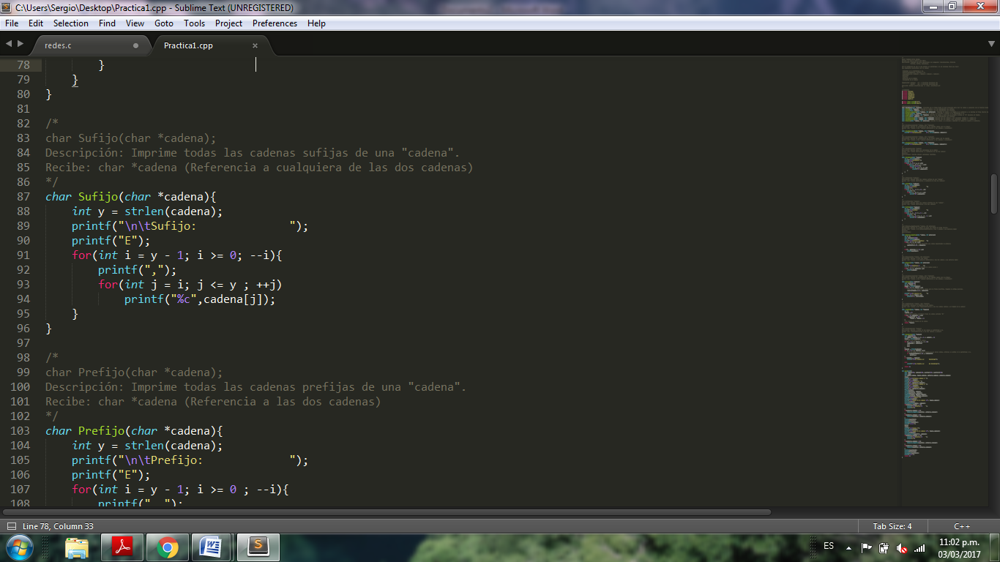 C:\Users\Sergio\Desktop\Practica1.cpp - Sublime Text (UNREGISTERED)
File Edit Selection Find View Goto Tools Project Preferences Help
redes.c Practica1.cpp
78 }
79 }
80 }
81
82 /*
83 char Sufijo(char *cadena);
84 Descripción: Imprime todas las cadenas sufijas de una "cadena".
85 Recibe: char *cadena (Referencia a cualquiera de las dos cadenas)
86 */
87 char Sufijo(char *cadena){
88 int y = strlen(cadena);
89 printf("\n\tSufijo: ");
90 printf("E");
91 for(int i = y - 1; i >= 0; --i){
92 printf(",");
93 for(int j = i; j <= y ; ++j)
94 printf("%c",cadena[j]);
95 }
96 }
97
98 /*
99 char Prefijo(char *cadena);
100 Descripción: Imprime todas las cadenas prefijas de una "cadena".
101 Recibe: char *cadena (Referencia a las dos cadenas)
102 */
103 char Prefijo(char *cadena){
104 int y = strlen(cadena);
105 printf("\n\tPrefijo: ");
106 printf("E");
107 for(int i = y - 1; i >= 0 ; --i){
108 printf(", ");
Line 78, Column 33 Tab Size: 4 C++
ES 11:02 p.m.
03/03/2017